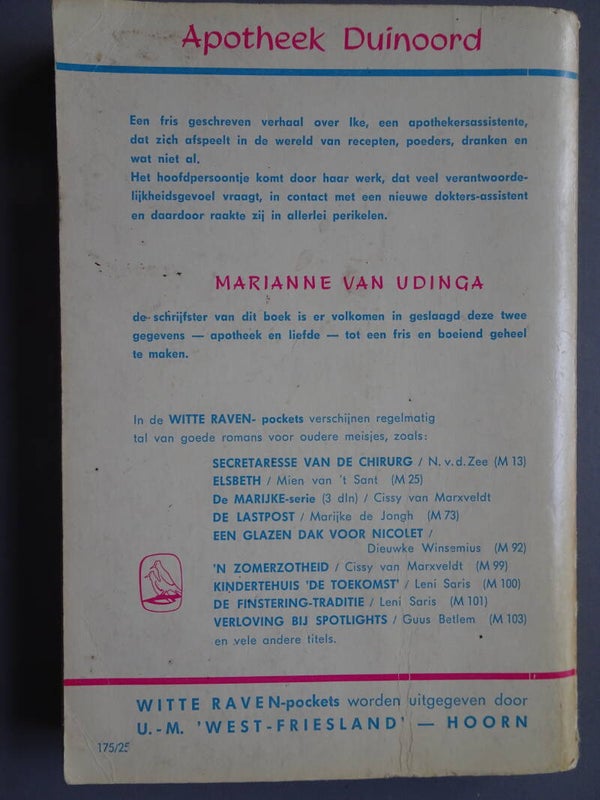 Apotheek Duinoord
Een fris geschreven verhaal over Ike, een apothekersassistente,
dat zich afspeelt in de wereld van recepten, poeders, dranken en
wat niet al.
Het hoofdpersoontje komt door haar werk, dat veel verantwoorde-
lijkheidsgevoel vraagt, in contact met een nieuwe dokters-assistent
en daardoor raakte zij in allerlei perikelen.
MARIANNE VAN UDINGA
de schrijfster van dit boek is er volkomen in geslaagd deze twee
gegevens — apotheek en liefde — tot een fris en boeiend geheel
te maken.
In de WITTE RAVEN- pockets verschijnen regelmatig
tal van goede romans voor oudere meisjes, zoals:
SECRETARESSE VAN DE CHIRURG / N. v. d. Zee (M 13)
ELSBETH / Mien van 't Sant (M 25)
De MARIJKE-serie (3 dln) / Cissy van Marxveldt
DE LASTPOST / Marijke de Jongh (M 73)
EEN GLAZEN DAK VOOR NICOLET /
Dieuwke Winsemius (M 92)
'N ZOMERZOTHEID / Cissy van Marxveldt (M 99)
KINDERTEHUIS 'DE TOEKOMST' / Leni Saris (M 100)
DE FINSTERING-TRADITIE / Leni Saris (M 101)
VERLOVING BIJ SPOTLIGHTS / Guus Betlem (M 103)
en vele andere titels.
WITTE RAVEN-pockets worden uitgegeven door
U.-M. 'WEST-FRIESLAND' — HOORN
175/25